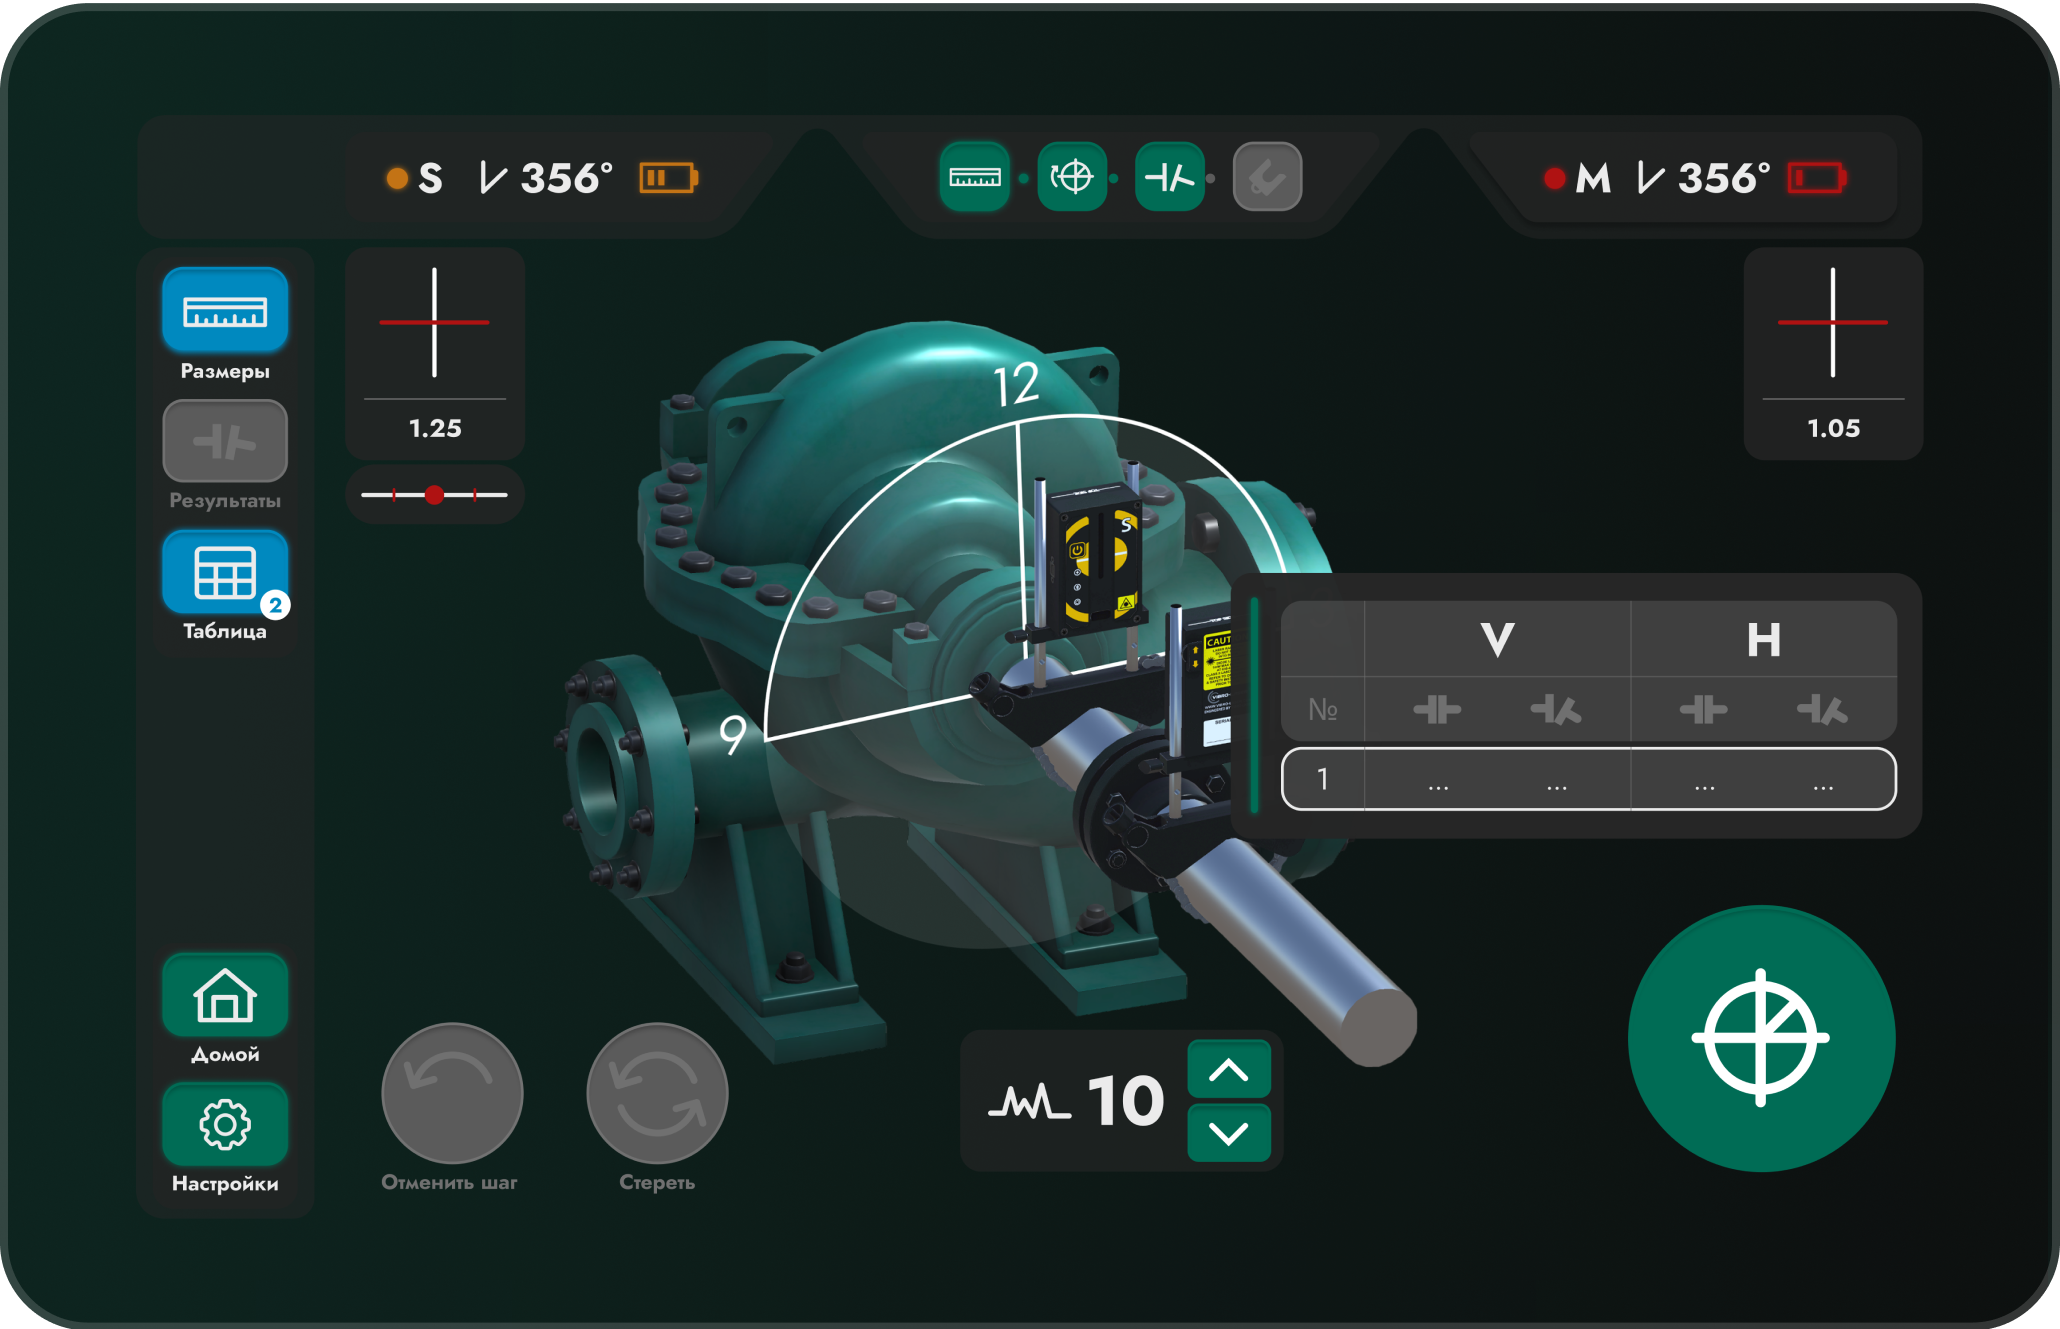 S 356°
M 356°
Размеры
Результаты
2
Таблица
Домой
Настройки
1.25
1.05
12
9
S
CAUT
V H
№
1 ... ... ... ...
10
Отменить шаг
Стереть